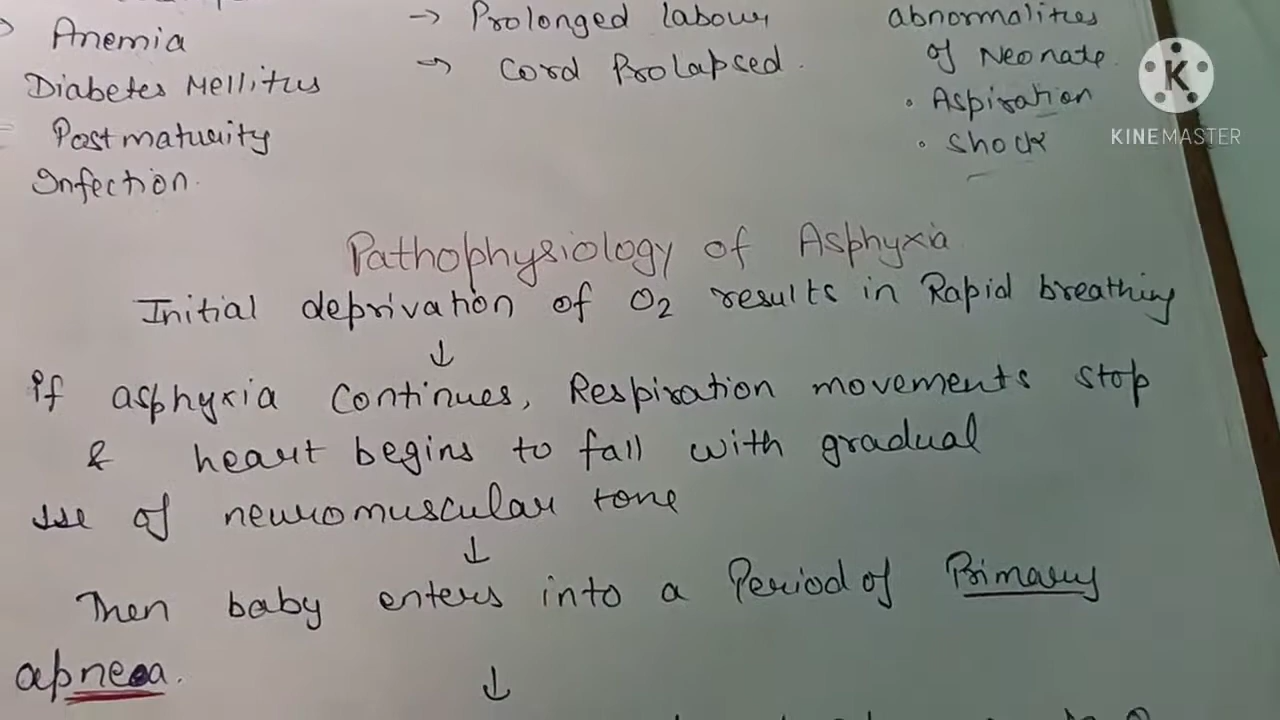 Anemia
Diabetes Mellitus
Postmaturity
Infection.
→ Prolonged labour
→ Cord Prolapsed.
abnormalities
of Neonate.
• Aspiration
• Shock
K
KINEMASTER
Pathophysiology of Asphyxia
Initial deprivation of O2 results in Rapid breathing
↓
if asphyxia continues, Respiration movements stop
& heart begins to fall with gradual
of neuromuscular tone
↓
Then baby enters into a Period of Primary
apnea.
↓